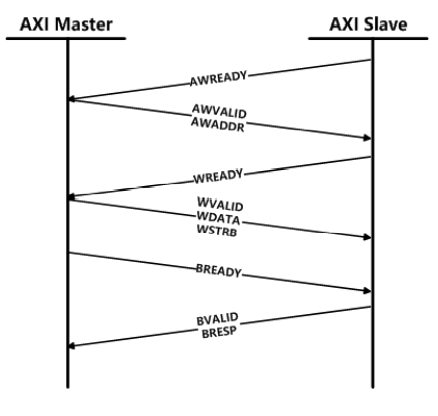 AXI Master
AXI Slave
AWREADY
AWVALID
AWADDR
WREADY
WVALID
WDATA
WSTRB
BREADY
BVALID
BRESP